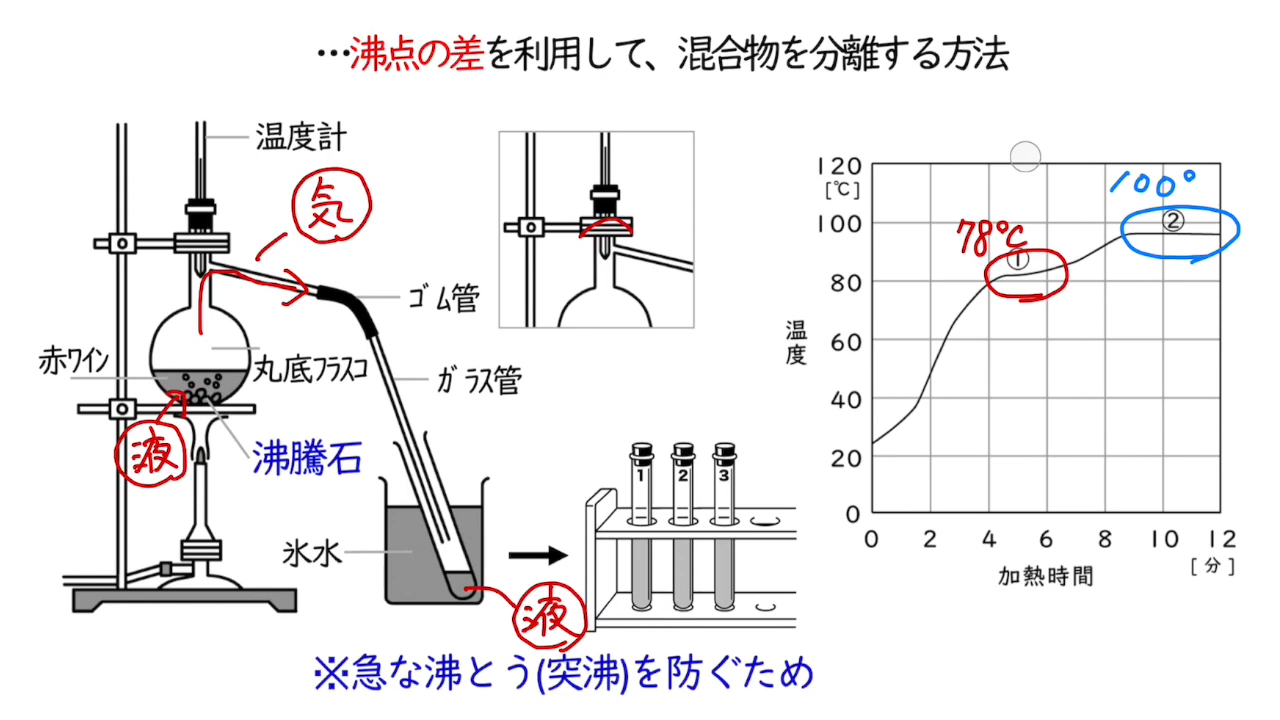 …沸点の差を利用して、混合物を分離する方法
温度計
気
ゴム管
赤ワイン
丸底フラスコ
ガラス管
液
沸騰石
氷水
液
1 2 3
※急な沸とう(突沸)を防ぐため
120
[℃]
100
80
60
40
20
0
温度
0 2 4 6 8 10 12
[分]
加熱時間
78℃
①
100°
②